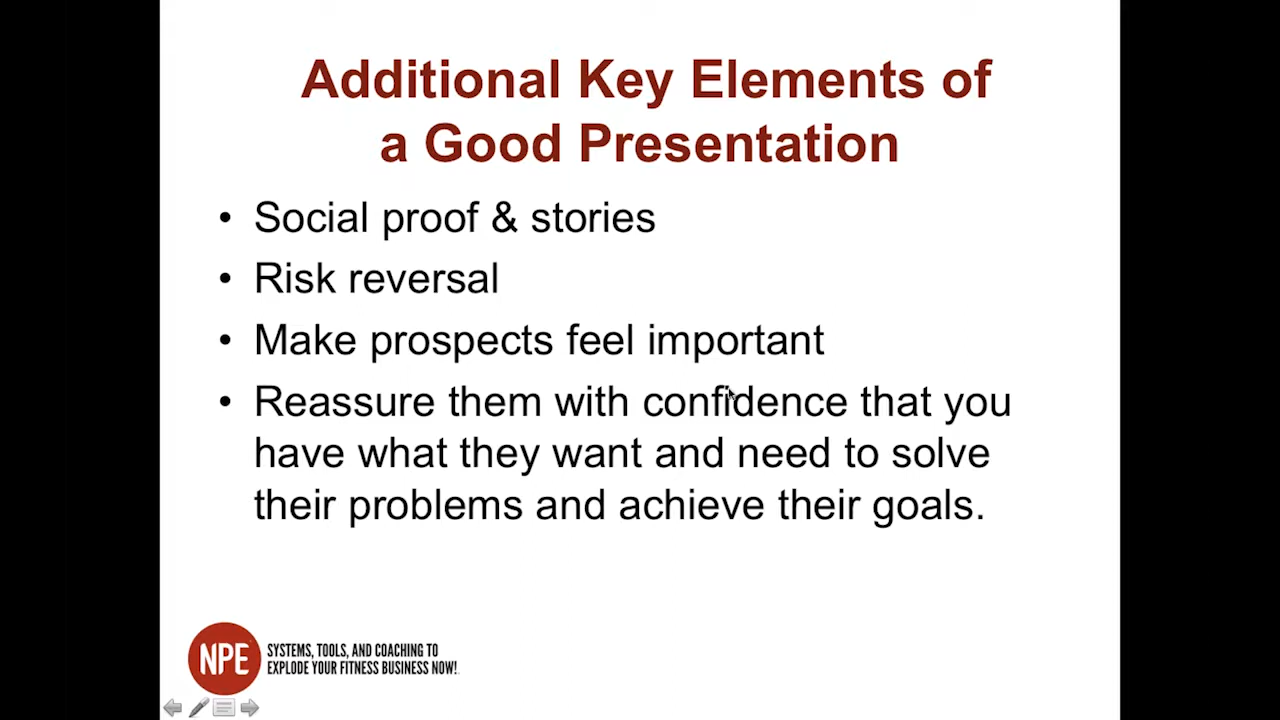 Additional Key Elements of
a Good Presentation
• Social proof & stories
• Risk reversal
• Make prospects feel important
• Reassure them with confidence that you
have what they want and need to solve
their problems and achieve their goals.
NPE
SYSTEMS, TOOLS, AND COACHING TO
EXPLODE YOUR FITNESS BUSINESS NOW!